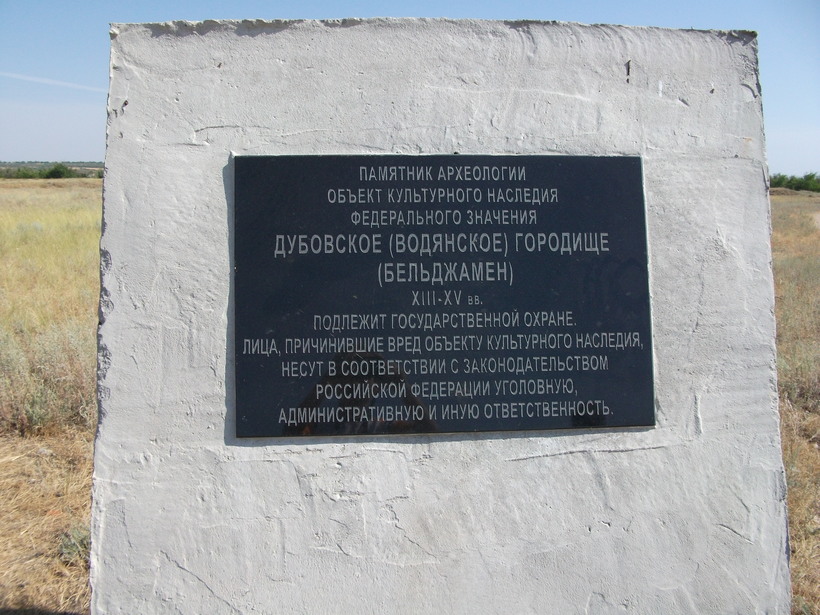 ПАМЯТНИК АРХЕОЛОГИИ
ОБЪЕКТ КУЛЬТУРНОГО НАСЛЕДИЯ
ФЕДЕРАЛЬНОГО ЗНАЧЕНИЯ
ДУБОВСКОЕ (ВОДЯНСКОЕ) ГОРОДИЩЕ
(БЕЛЬДЖАМЕН)
XIII-XV вв.
ПОДЛЕЖИТ ГОСУДАРСТВЕННОЙ ОХРАНЕ.
ЛИЦА, ПРИЧИНИВШИЕ ВРЕД ОБЪЕКТУ КУЛЬТУРНОГО НАСЛЕДИЯ,
НЕСУТ В СООТВЕТСТВИИ С ЗАКОНОДАТЕЛЬСТВОМ
РОССИЙСКОЙ ФЕДЕРАЦИИ УГОЛОВНУЮ,
АДМИНИСТРАТИВНУЮ И ИНУЮ ОТВЕТСТВЕННОСТЬ.